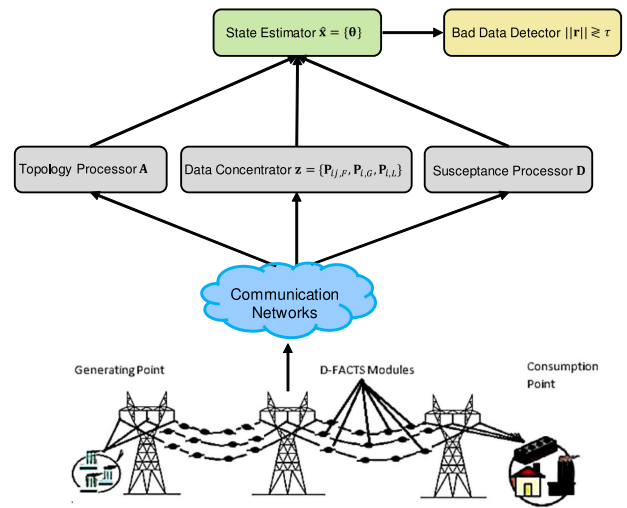 State Estimator x̂ = {θ}
Bad Data Detector ||r|| ≷ τ
Topology Processor A
Data Concentrator z = {P_{ij,F}, P_{i,G}, P_{i,L}}
Susceptance Processor D
Communication
Networks
Generating Point
D-FACTS Modules
Consumption
Point